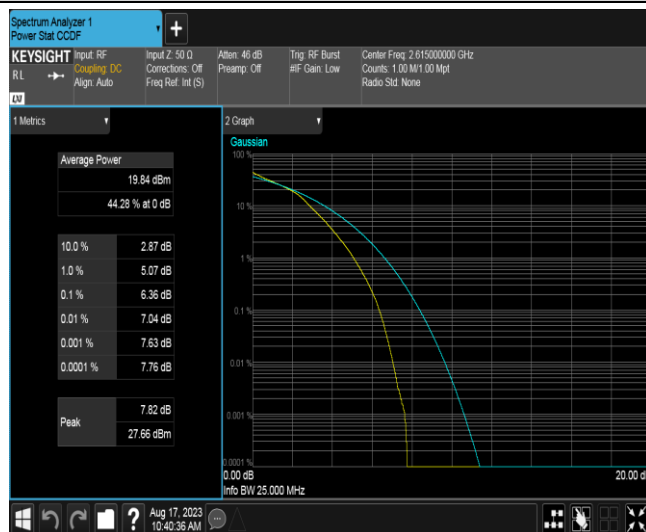 Spectrum Analyzer 1
Power Stat CCDF
+
KEYSIGHT
RL
LXI
Input: RF
Coupling: DC
Align: Auto
Input Z: 50 Ω
Corrections: Off
Freq Ref: Int (S)
Atten: 46 dB
Preamp: Off
Trig: RF Burst
#IF Gain: Low
Center Freq: 2.615000000 GHz
Counts: 1.00 M/1.00 Mpt
Radio Std: None
1 Metrics
Average Power
19.84 dBm
44.28 % at 0 dB
10.0 % 2.87 dB
1.0 % 5.07 dB
0.1 % 6.36 dB
0.01 % 7.04 dB
0.001 % 7.63 dB
0.0001 % 7.76 dB
Peak
7.82 dB
27.66 dBm
2 Graph
Gaussian
100 %
10 %
1 %
0.1 %
0.01 %
0.001 %
0.0001 %
0.00 dB
20.00 d
Info BW 25.000 MHz
?
Aug 17, 2023
10:40:36 AM